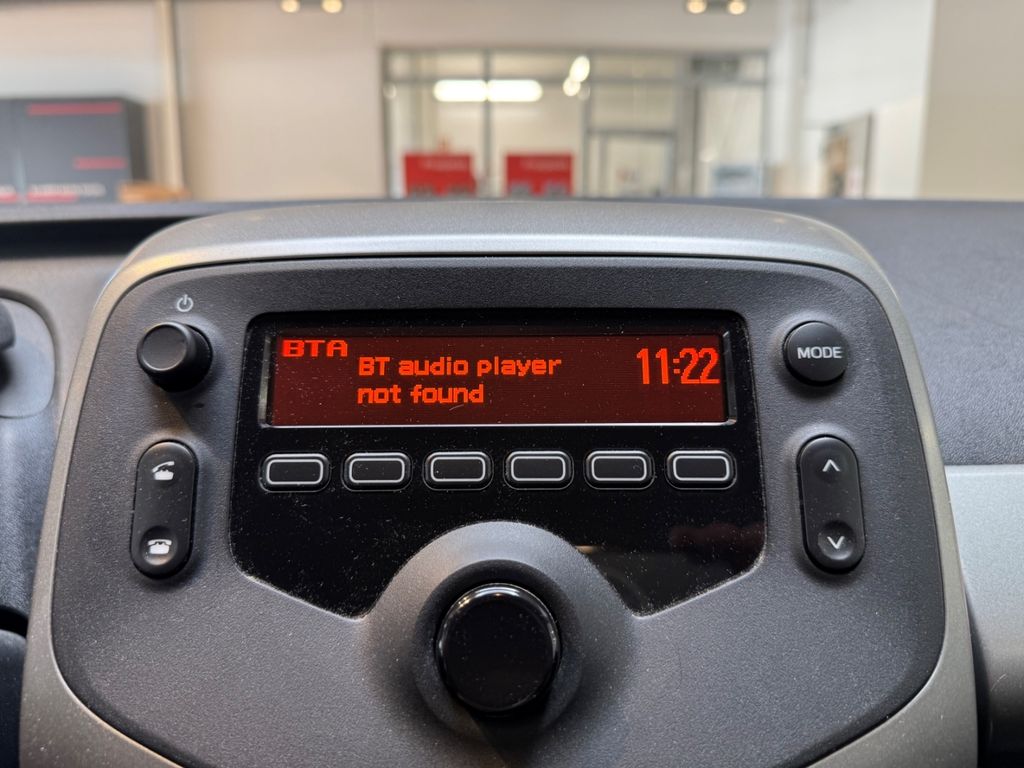 BTA
BT audio player
not found
11:22
MODE